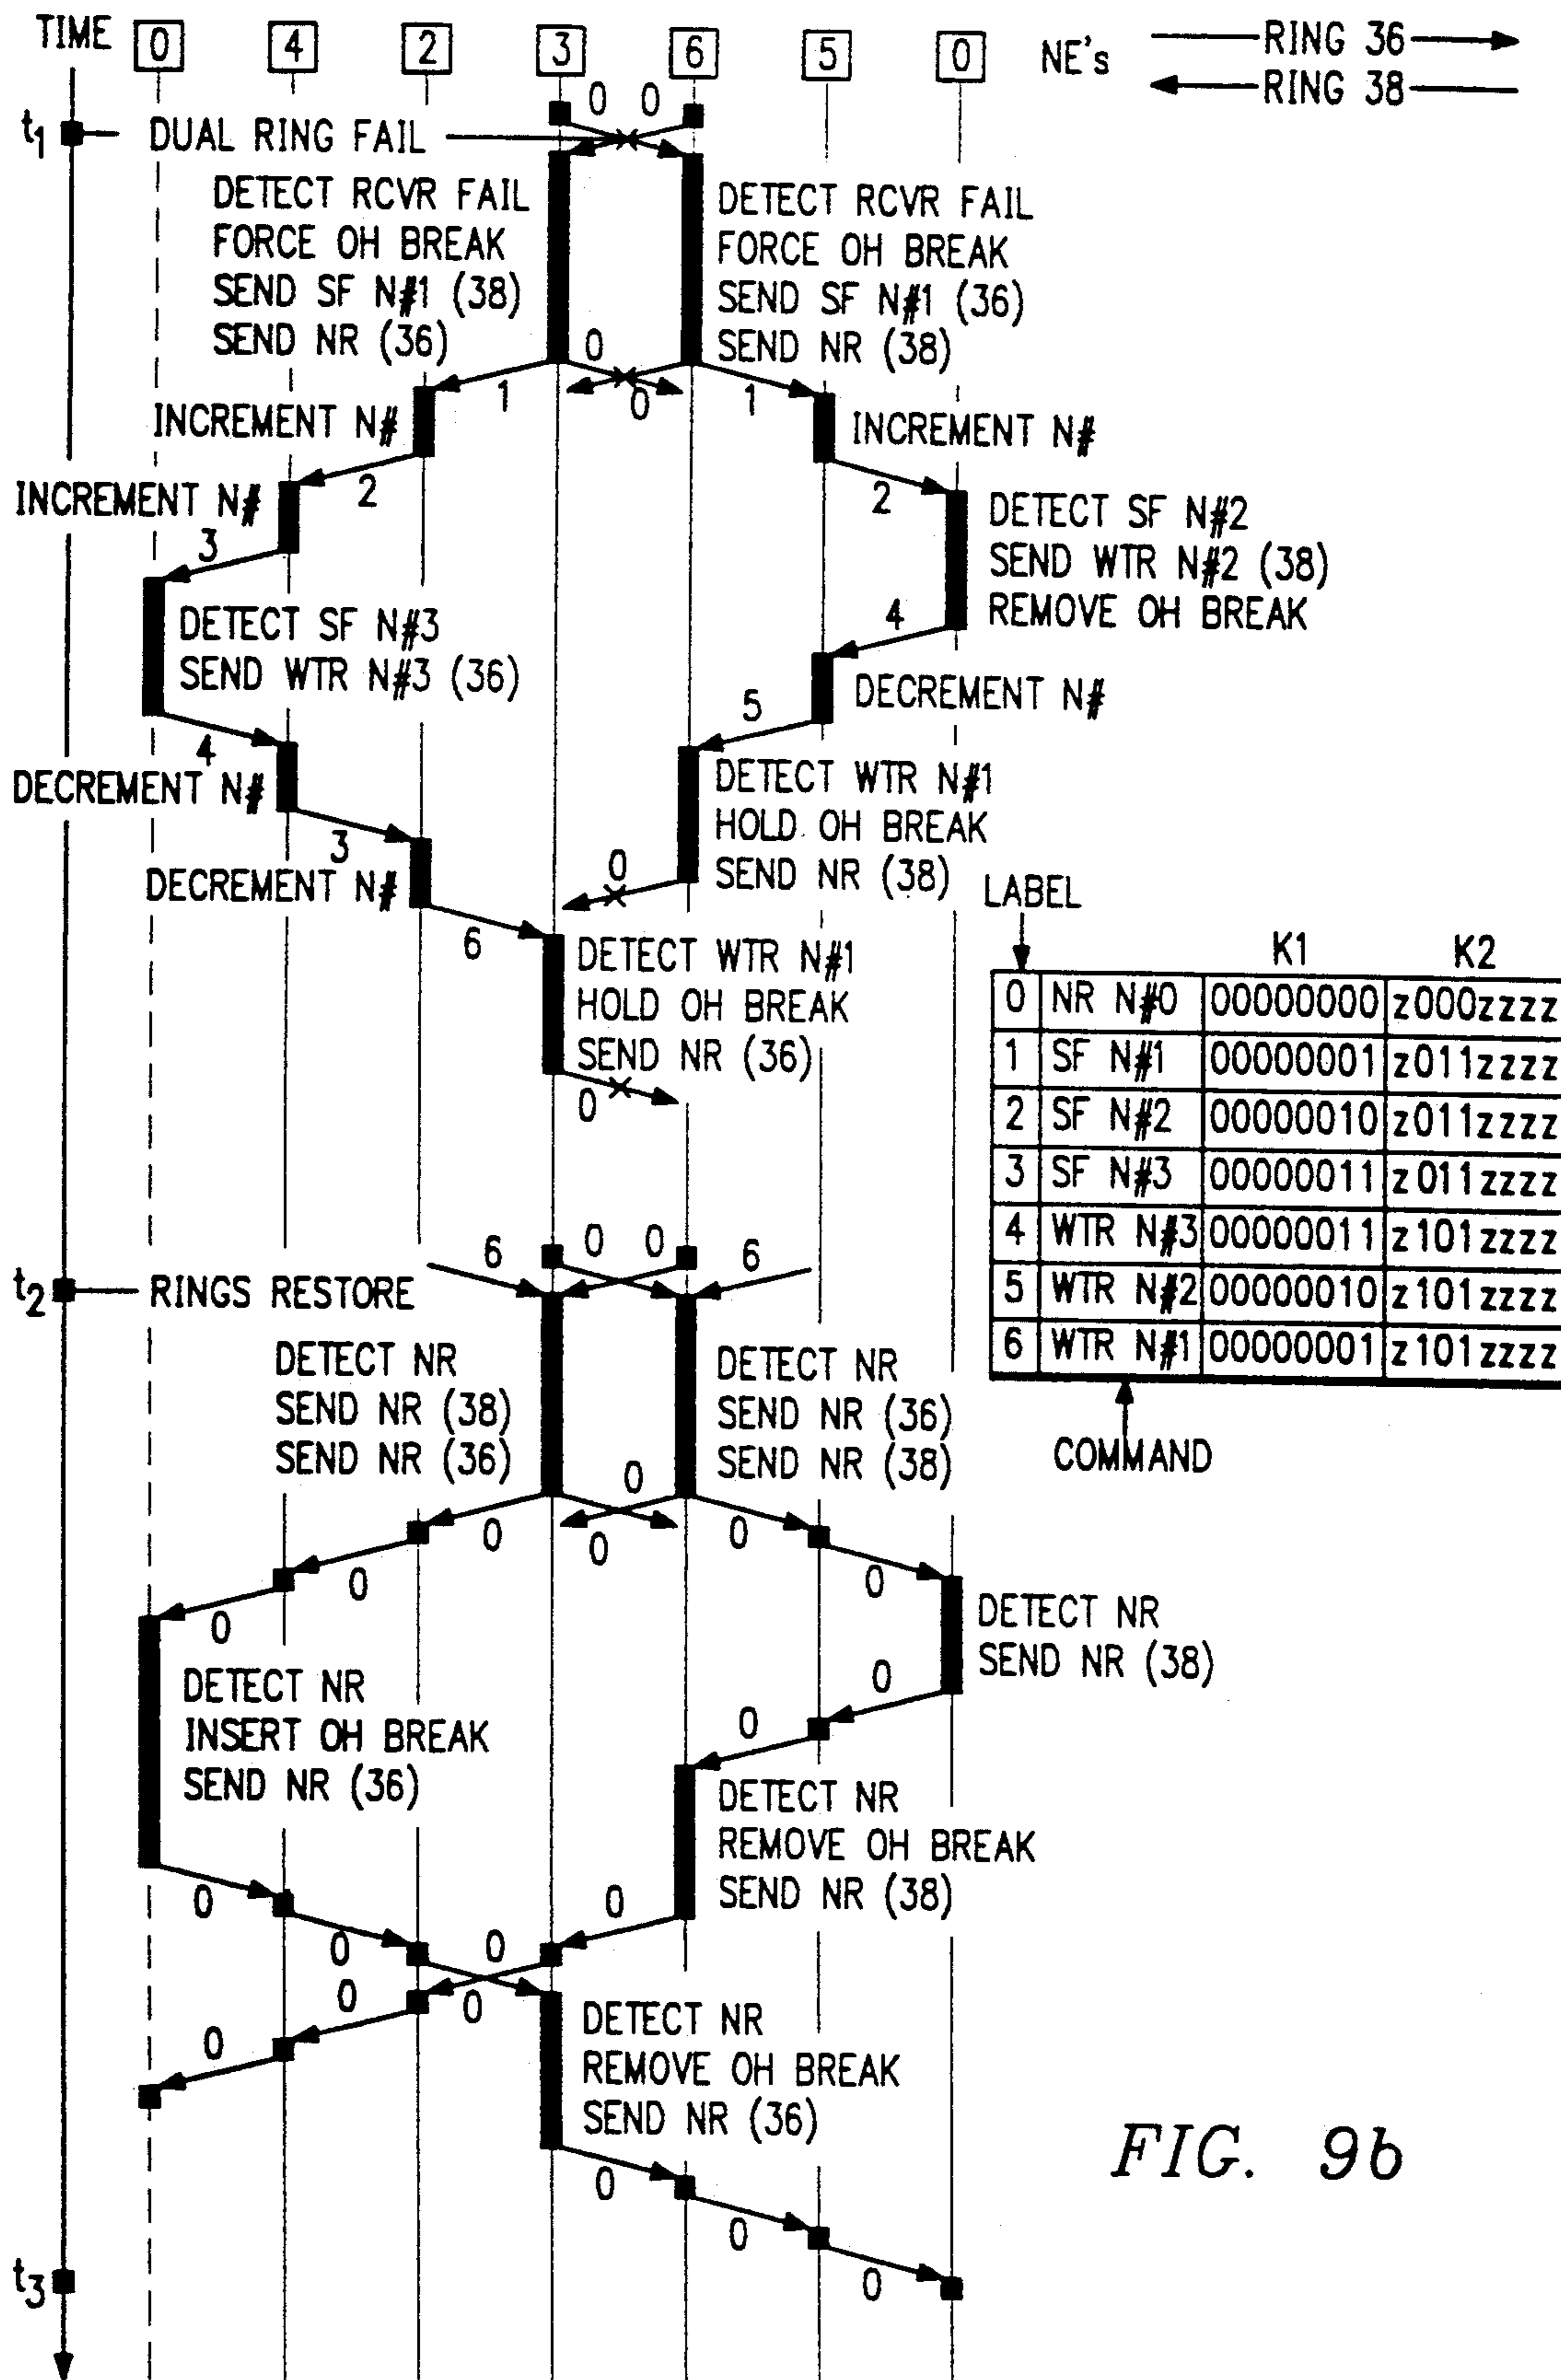 TIME 0 4 2 3 6 5 0 NE's RING 36
RING 38
0 0
t1 DUAL RING FAIL
DETECT RCVR FAIL
FORCE OH BREAK
SEND SF N#1 (38)
SEND NR (36)
DETECT RCVR FAIL
FORCE OH BREAK
SEND SF N#1 (36)
SEND NR (38)
0
1 0 1
INCREMENT N#
INCREMENT N#
2
2
INCREMENT N#
3
DETECT SF N#2
SEND WTR N#2 (38)
REMOVE OH BREAK
4
DETECT SF N#3
SEND WTR N#3 (36)
DECREMENT N#
5
4
DECREMENT N#
DETECT WTR N#1
HOLD OH BREAK
SEND NR (38)
3
0
DECREMENT N#
6
DETECT WTR N#1
HOLD OH BREAK
SEND NR (36)
0
LABEL
K1 K2
0 NR N#0 00000000 z000zzzz
1 SF N#1 00000001 z011zzzz
2 SF N#2 00000010 z011zzzz
3 SF N#3 00000011 z011zzzz
4 WTR N#3 00000011 z101zzzz
5 WTR N#2 00000010 z101zzzz
6 WTR N#1 00000001 z101zzzz
COMMAND
6 0 0 6
t2 RINGS RESTORE
DETECT NR
SEND NR (38)
SEND NR (36)
DETECT NR
SEND NR (36)
SEND NR (38)
0
0 0 0
0 0
0
DETECT NR
SEND NR (38)
0
0
DETECT NR
INSERT OH BREAK
SEND NR (36)
DETECT NR
REMOVE OH BREAK
SEND NR (38)
0 0
0 0
0 0
0
DETECT NR
REMOVE OH BREAK
SEND NR (36)
0
0
0
t3
FIG. 9b